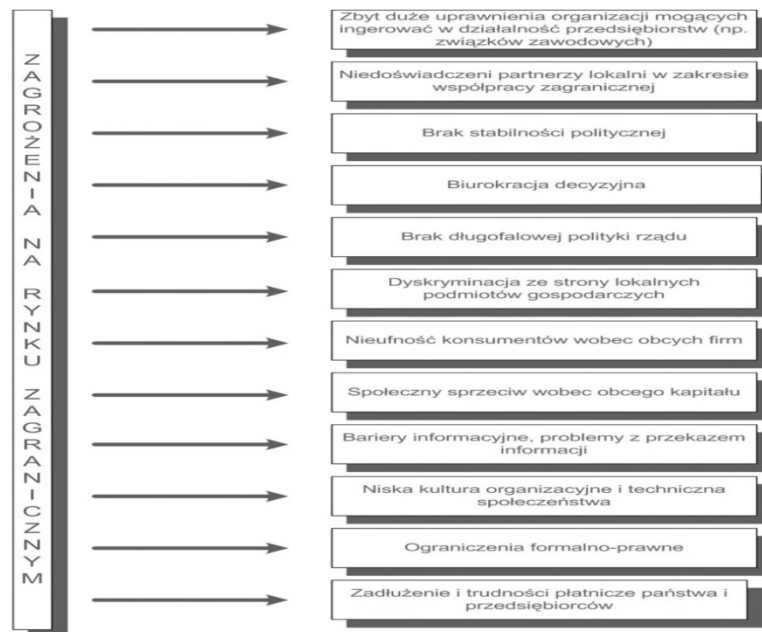 ZAGROŻENIA NA RYNKU ZAGRANICZNYM
Zbyt duże uprawnienia organizacji mogących
ingerować w działalność przedsiębiorstw (np.
związków zawodowych)
Niedoświadczeni partnerzy lokalni w zakresie
współpracy zagranicznej
Brak stabilności politycznej
Biurokracja decyzyjna
Brak długofalowej polityki rządu
Dyskryminacja ze strony lokalnych
podmiotów gospodarczych
Nieufność konsumentów wobec obcych firm
Społeczny sprzeciw wobec obcego kapitału
Bariery informacyjne, problemy z przekazem
informacji
Niska kultura organizacyjne i techniczna
społeczeństwa
Ograniczenia formalno-prawne
Zadłużenie i trudności płatnicze państwa i
przedsiębiorców